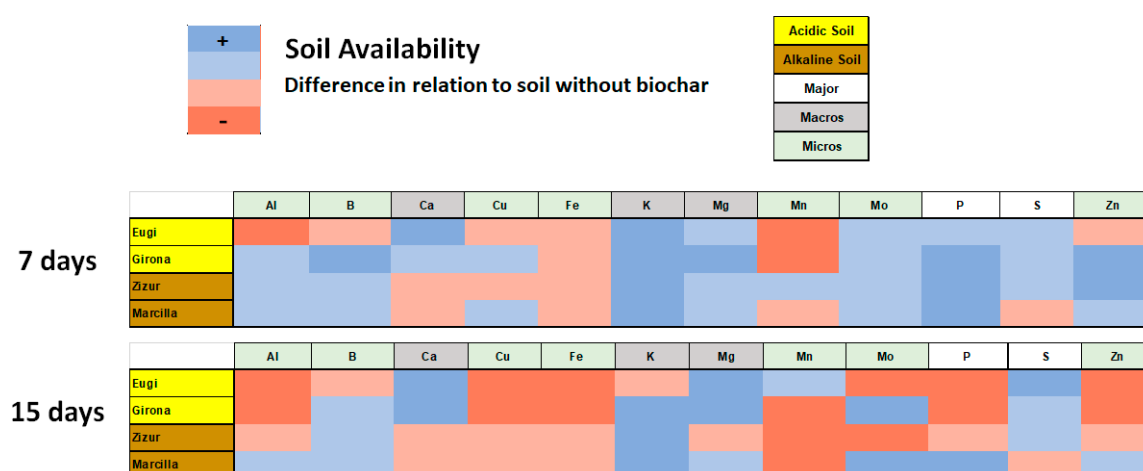 +
-
Soil Availability
Difference in relation to soil without biochar
Acidic Soil
Alkaline Soil
Major
Macros
Micros
7 days
Al B Ca Cu Fe K Mg Mn Mo P S Zn
Eugi
Girona
Zizur
Marcilla
15 days
Al B Ca Cu Fe K Mg Mn Mo P S Zn
Eugi
Girona
Zizur
Marcilla